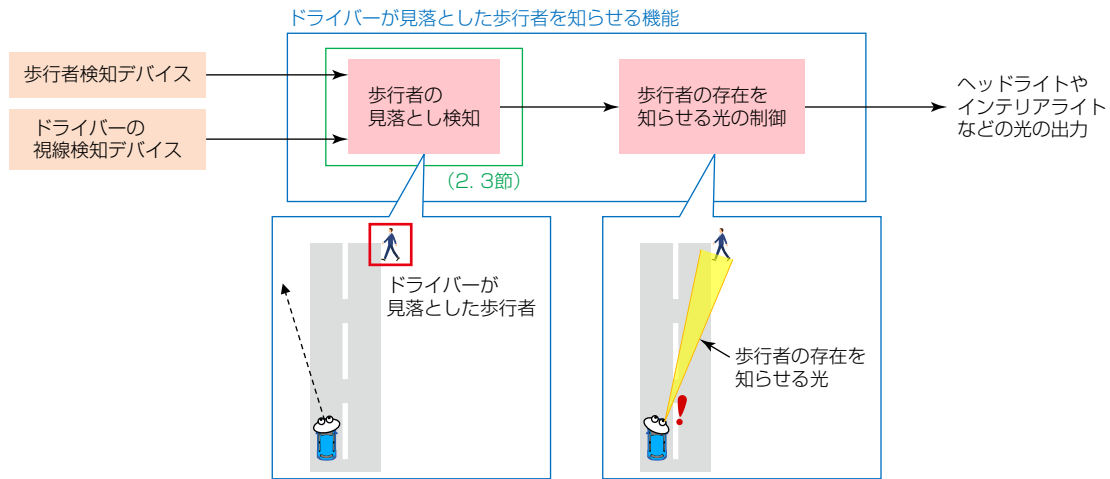 ドライバーが見落とした歩行者を知らせる機能
歩行者検知デバイス
ドライバーの
視線検知デバイス
歩行者の
見落とし検知
歩行者の存在を
知らせる光の制御
ヘッドライトや
インテリアライト
などの光の出力
（2. 3節）
ドライバーが
見落とした歩行者
歩行者の存在を
知らせる光
!